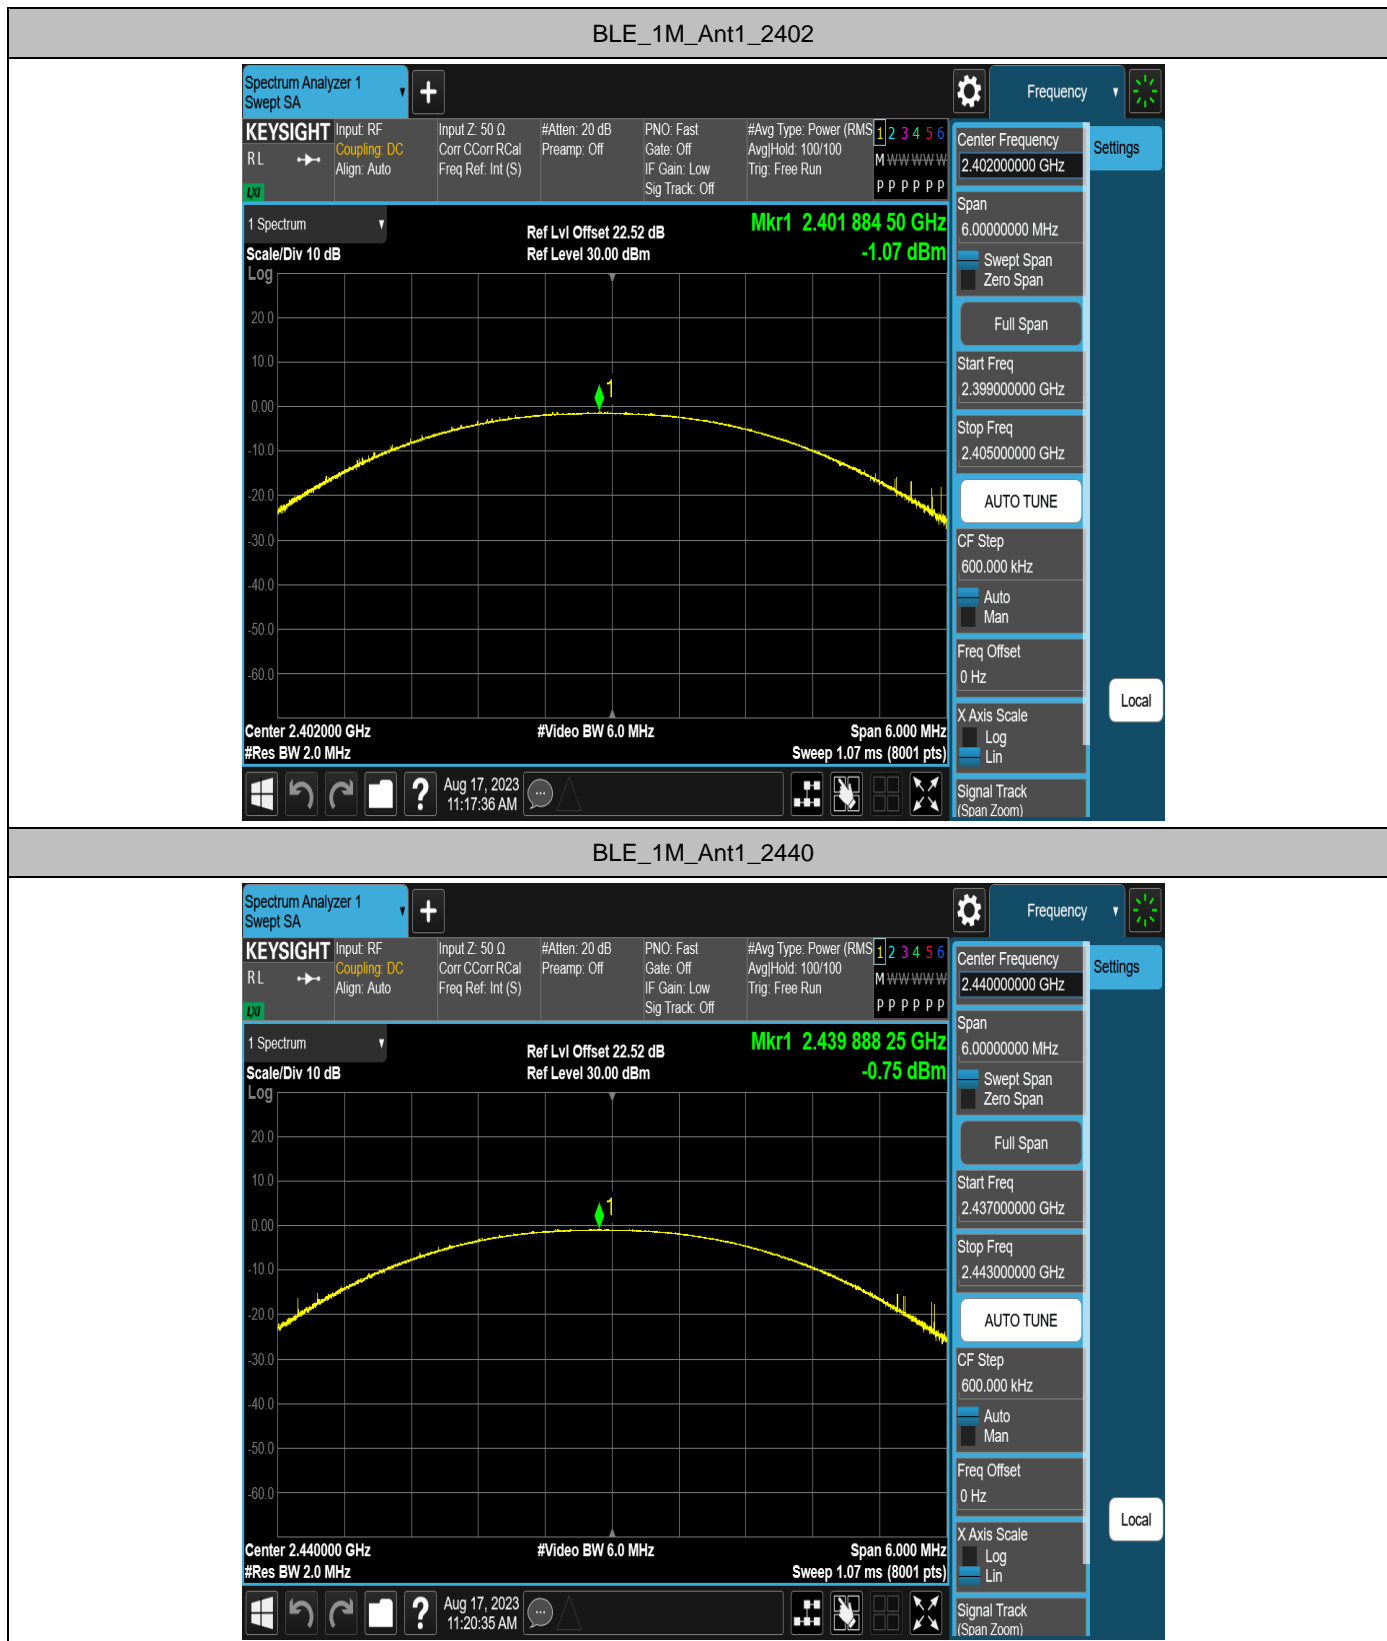 BLE_1M_Ant1_2402
Spectrum Analyzer 1
Swept SA
+
Frequency
KEYSIGHT
RL
LXI
Input: RF
Coupling: DC
Align: Auto
Input Z: 50 Ω
Corr CCorr RCal
Freq Ref: Int (S)
#Atten: 20 dB
Preamp: Off
PNO: Fast
Gate: Off
IF Gain: Low
Sig Track: Off
#Avg Type: Power (RMS
Avg|Hold: 100/100
Trig: Free Run
1 2 3 4 5 6
M W W W W W
P P P P P P
Center Frequency
2.402000000 GHz
Settings
Span
6.00000000 MHz
Swept Span
Zero Span
Full Span
Start Freq
2.399000000 GHz
Stop Freq
2.405000000 GHz
AUTO TUNE
CF Step
600.000 kHz
Auto
Man
Freq Offset
0 Hz
X Axis Scale
Log
Lin
Signal Track
(Span Zoom)
Local
1 Spectrum
Scale/Div 10 dB
Ref Lvl Offset 22.52 dB
Ref Level 30.00 dBm
Mkr1 2.401 884 50 GHz
-1.07 dBm
Log
20.0
10.0
0.00
-10.0
-20.0
-30.0
-40.0
-50.0
-60.0
1
Center 2.402000 GHz
#Video BW 6.0 MHz
Span 6.000 MHz
#Res BW 2.0 MHz
Sweep 1.07 ms (8001 pts)
?
Aug 17, 2023
11:17:36 AM
BLE_1M_Ant1_2440
Spectrum Analyzer 1
Swept SA
+
Frequency
KEYSIGHT
RL
LXI
Input: RF
Coupling: DC
Align: Auto
Input Z: 50 Ω
Corr CCorr RCal
Freq Ref: Int (S)
#Atten: 20 dB
Preamp: Off
PNO: Fast
Gate: Off
IF Gain: Low
Sig Track: Off
#Avg Type: Power (RMS
Avg|Hold: 100/100
Trig: Free Run
1 2 3 4 5 6
M W W W W W
P P P P P P
Center Frequency
2.440000000 GHz
Settings
Span
6.00000000 MHz
Swept Span
Zero Span
Full Span
Start Freq
2.437000000 GHz
Stop Freq
2.443000000 GHz
AUTO TUNE
CF Step
600.000 kHz
Auto
Man
Freq Offset
0 Hz
X Axis Scale
Log
Lin
Signal Track
(Span Zoom)
Local
1 Spectrum
Scale/Div 10 dB
Ref Lvl Offset 22.52 dB
Ref Level 30.00 dBm
Mkr1 2.439 888 25 GHz
-0.75 dBm
Log
20.0
10.0
0.00
-10.0
-20.0
-30.0
-40.0
-50.0
-60.0
1
Center 2.440000 GHz
#Video BW 6.0 MHz
Span 6.000 MHz
#Res BW 2.0 MHz
Sweep 1.07 ms (8001 pts)
?
Aug 17, 2023
11:20:35 AM